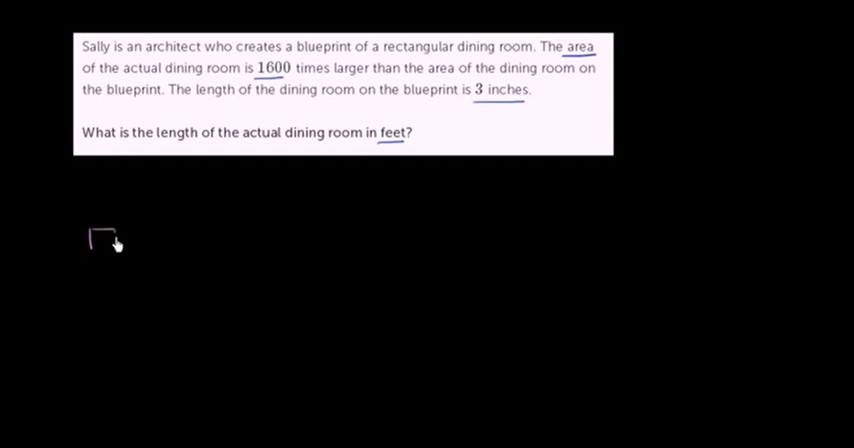 Sally is an architect who creates a blueprint of a rectangular dining room. The area
of the actual dining room is 1600 times larger than the area of the dining room on
the blueprint. The length of the dining room on the blueprint is 3 inches.
What is the length of the actual dining room in feet?